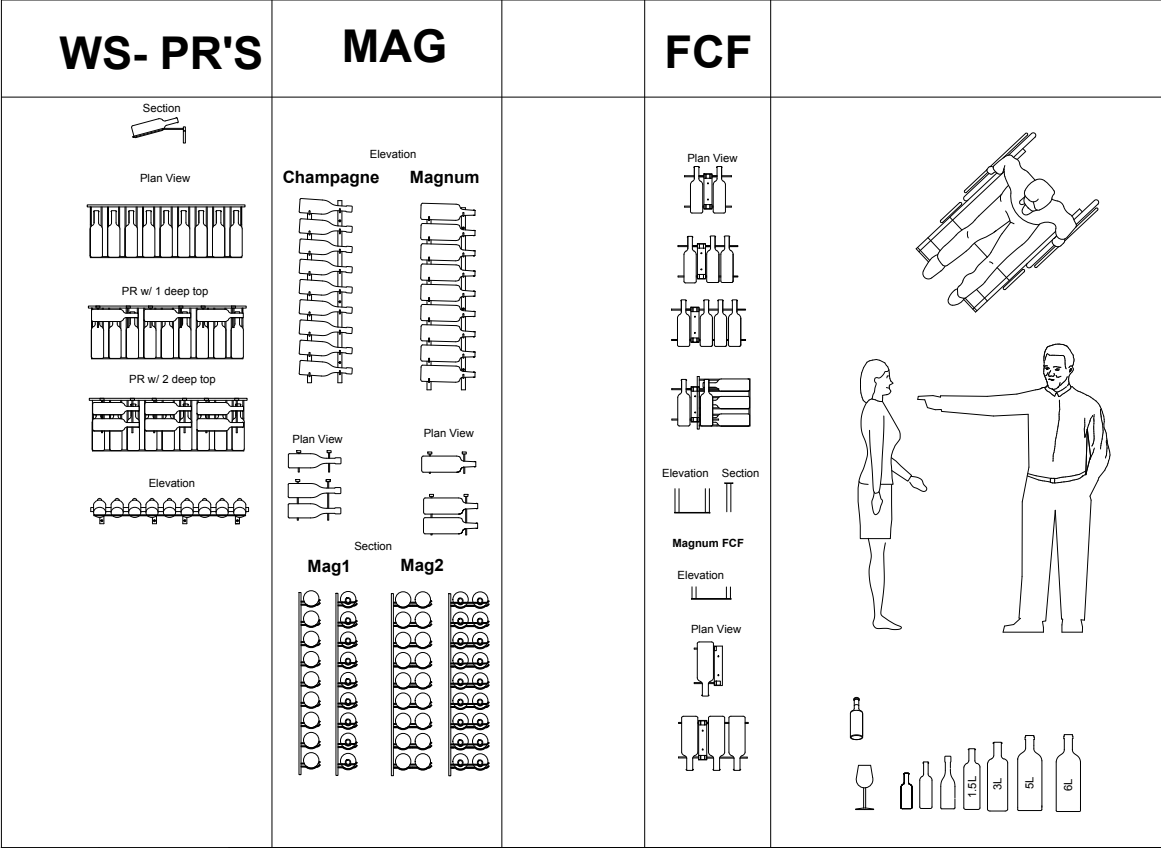 WS- PR'S
MAG
FCF
Section
Plan View
PR w/ 1 deep top
PR w/ 2 deep top
Elevation
Elevation
Champagne Magnum
Plan View Plan View
Section
Mag1 Mag2
Plan View
Elevation Section
Magnum FCF
Elevation
Plan View
1.5L
3L
5L
6L